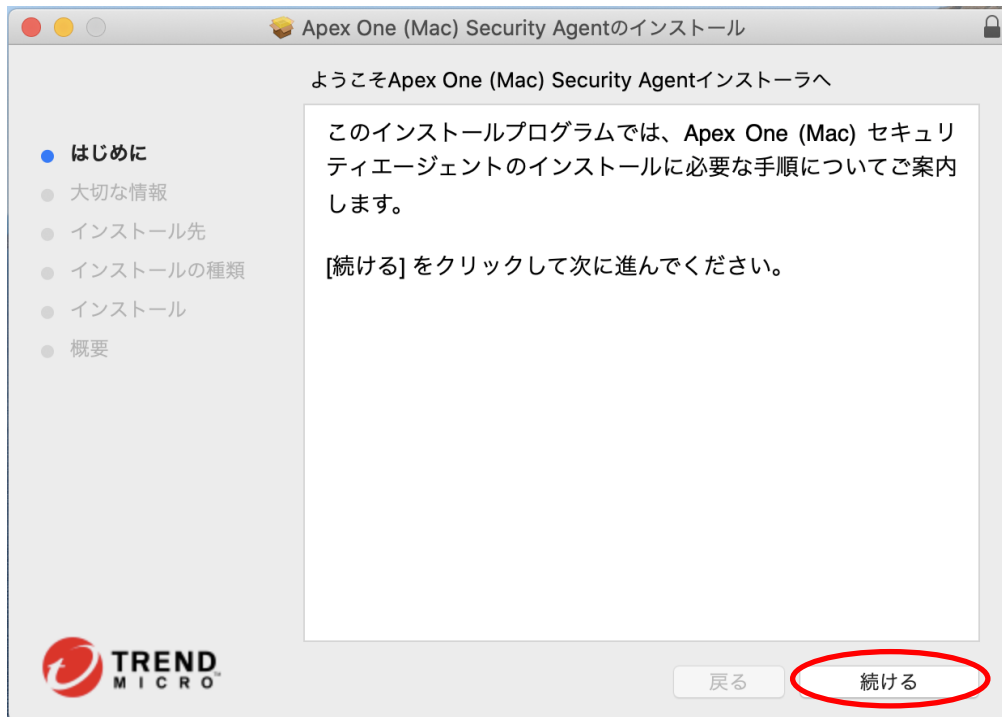 Apex One (Mac) Security Agentのインストール
ようこそApex One (Mac) Security Agentインストーラへ
はじめに
大切な情報
インストール先
インストールの種類
インストール
概要
このインストールプログラムでは、Apex One (Mac) セキュリ
ティエージェントのインストールに必要な手順についてご案内
します。
[続ける] をクリックして次に進んでください。
TREND
MICRO
戻る
続ける